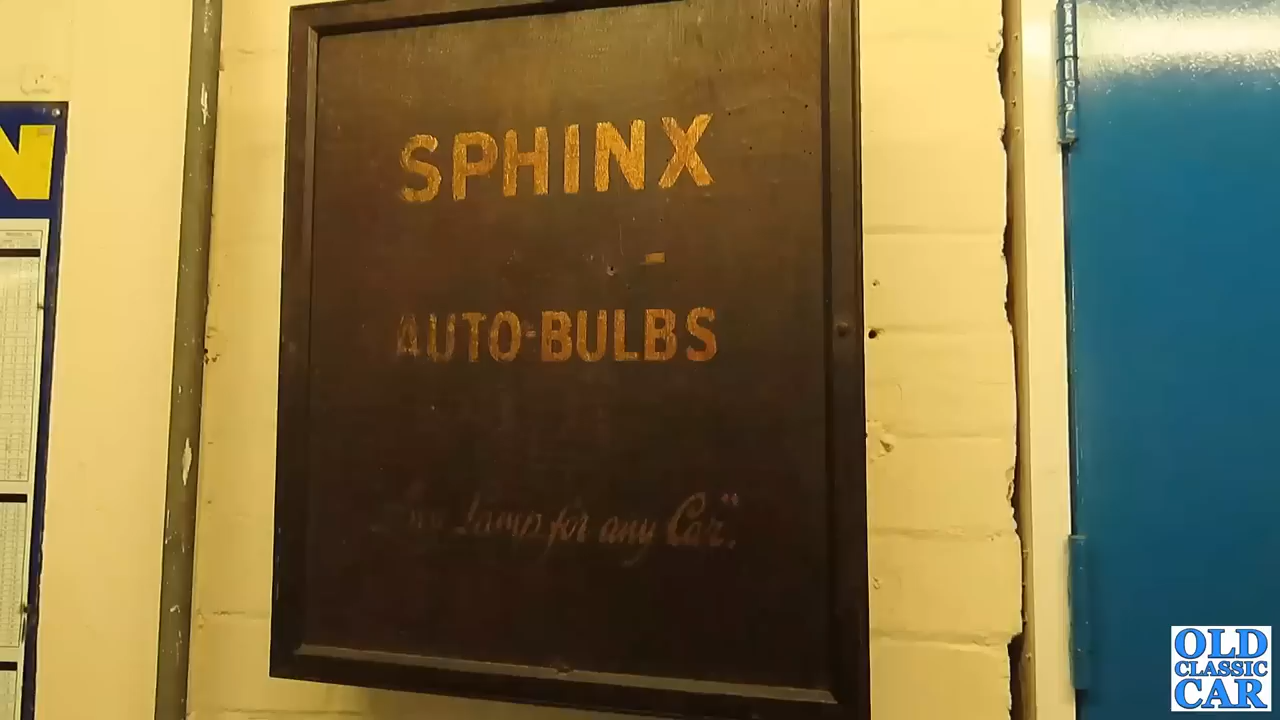 N
SPHINX
AUTO-BULBS
Lamp for any Car."
OLD
CLASSIC
CAR